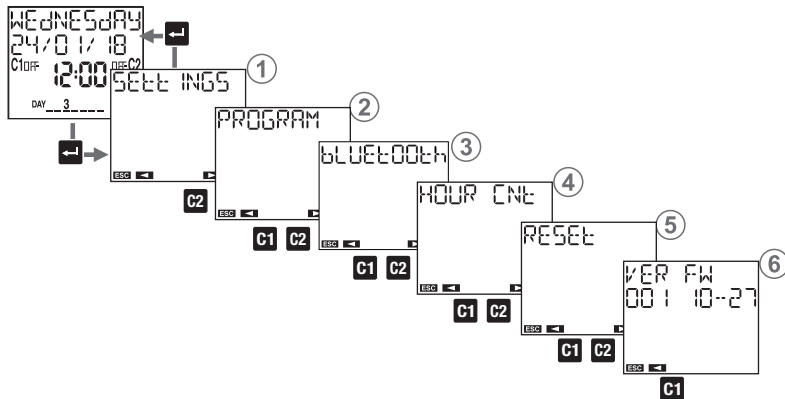 WEdNESdAY
24/01/18
C1OFF 12:00 OFFC2
DAY __3____
SEtt INGS
1
ESC
C2
PROGRAM
2
ESC
C1 C2
bLUEtOOth
3
ESC
C1 C2
HOUR CNt
4
ESC
C1 C2
RESEt
5
ESC
C1 C2
VER FW
001 10--27
6
ESC
C1